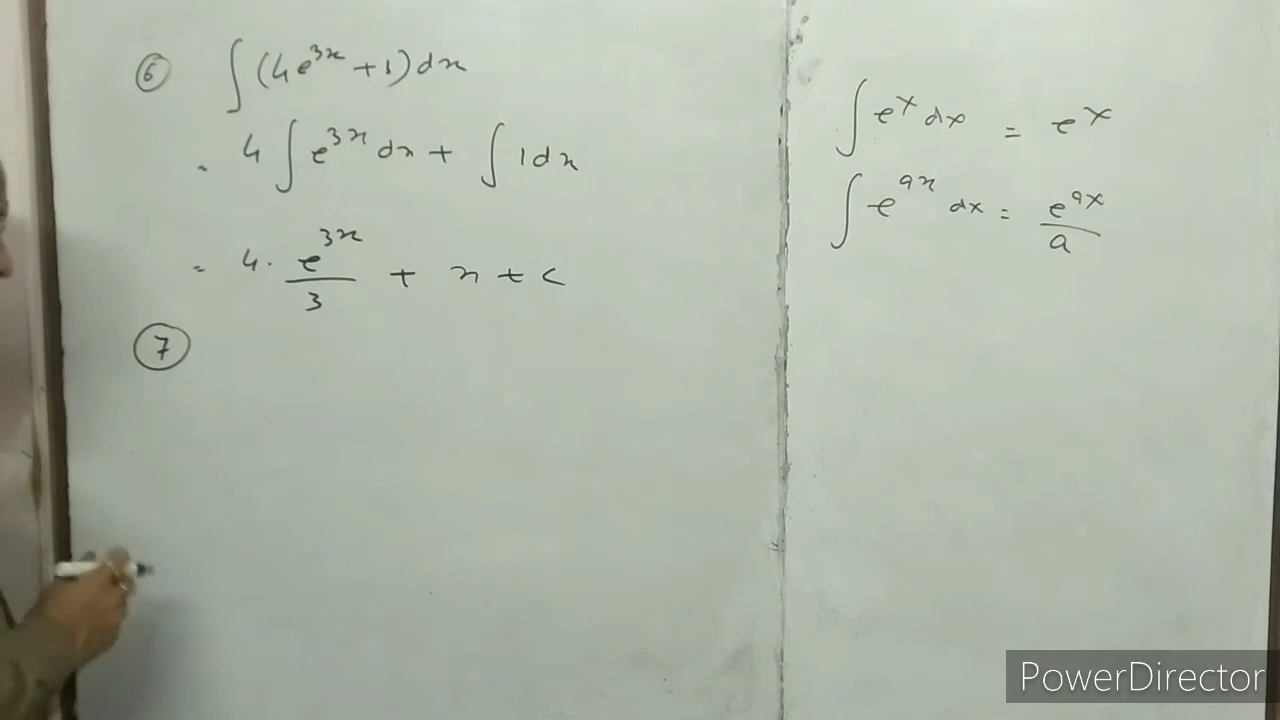 ⑥ ∫(4e^{3x} + 1)dx
= 4 ∫ e^{3x} dx + ∫ 1 dx
= 4 · e^{3x}/3 + x + c
⑦
∫ e^x dx = e^x
∫ e^{ax} dx = e^{ax}/a
PowerDirector